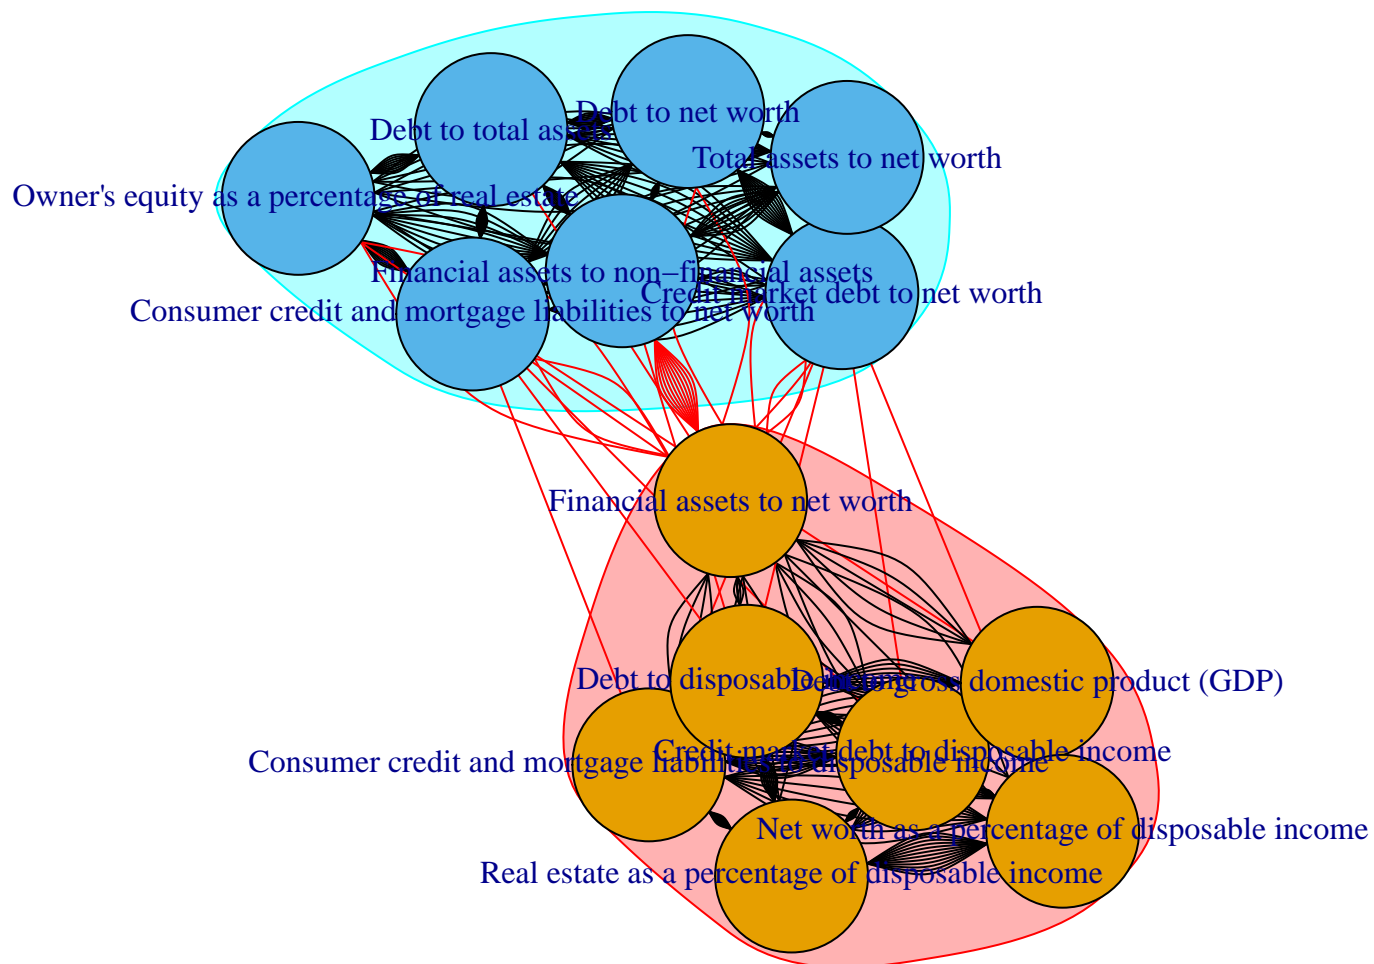 Debt to net worth
Debt to total assets
Total assets to net worth
Owner's equity as a percentage of real estate
Financial assets to non−financial assets
Credit market debt to net worth
Consumer credit and mortgage liabilities to net worth
Financial assets to net worth
Debt to disposable income
Debt to gross domestic product (GDP)
Credit market debt to disposable income
Consumer credit and mortgage liabilities to disposable income
Net worth as a percentage of disposable income
Real estate as a percentage of disposable income